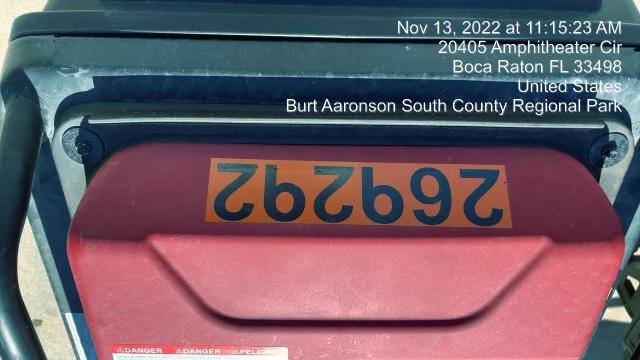 Nov 13, 2022 at 11:15:23 AM
20405 Amphitheater Cir
Boca Raton FL 33498
United States
Burt Aaronson South County Regional Park
269292
DANGER DANGER PELIGRO